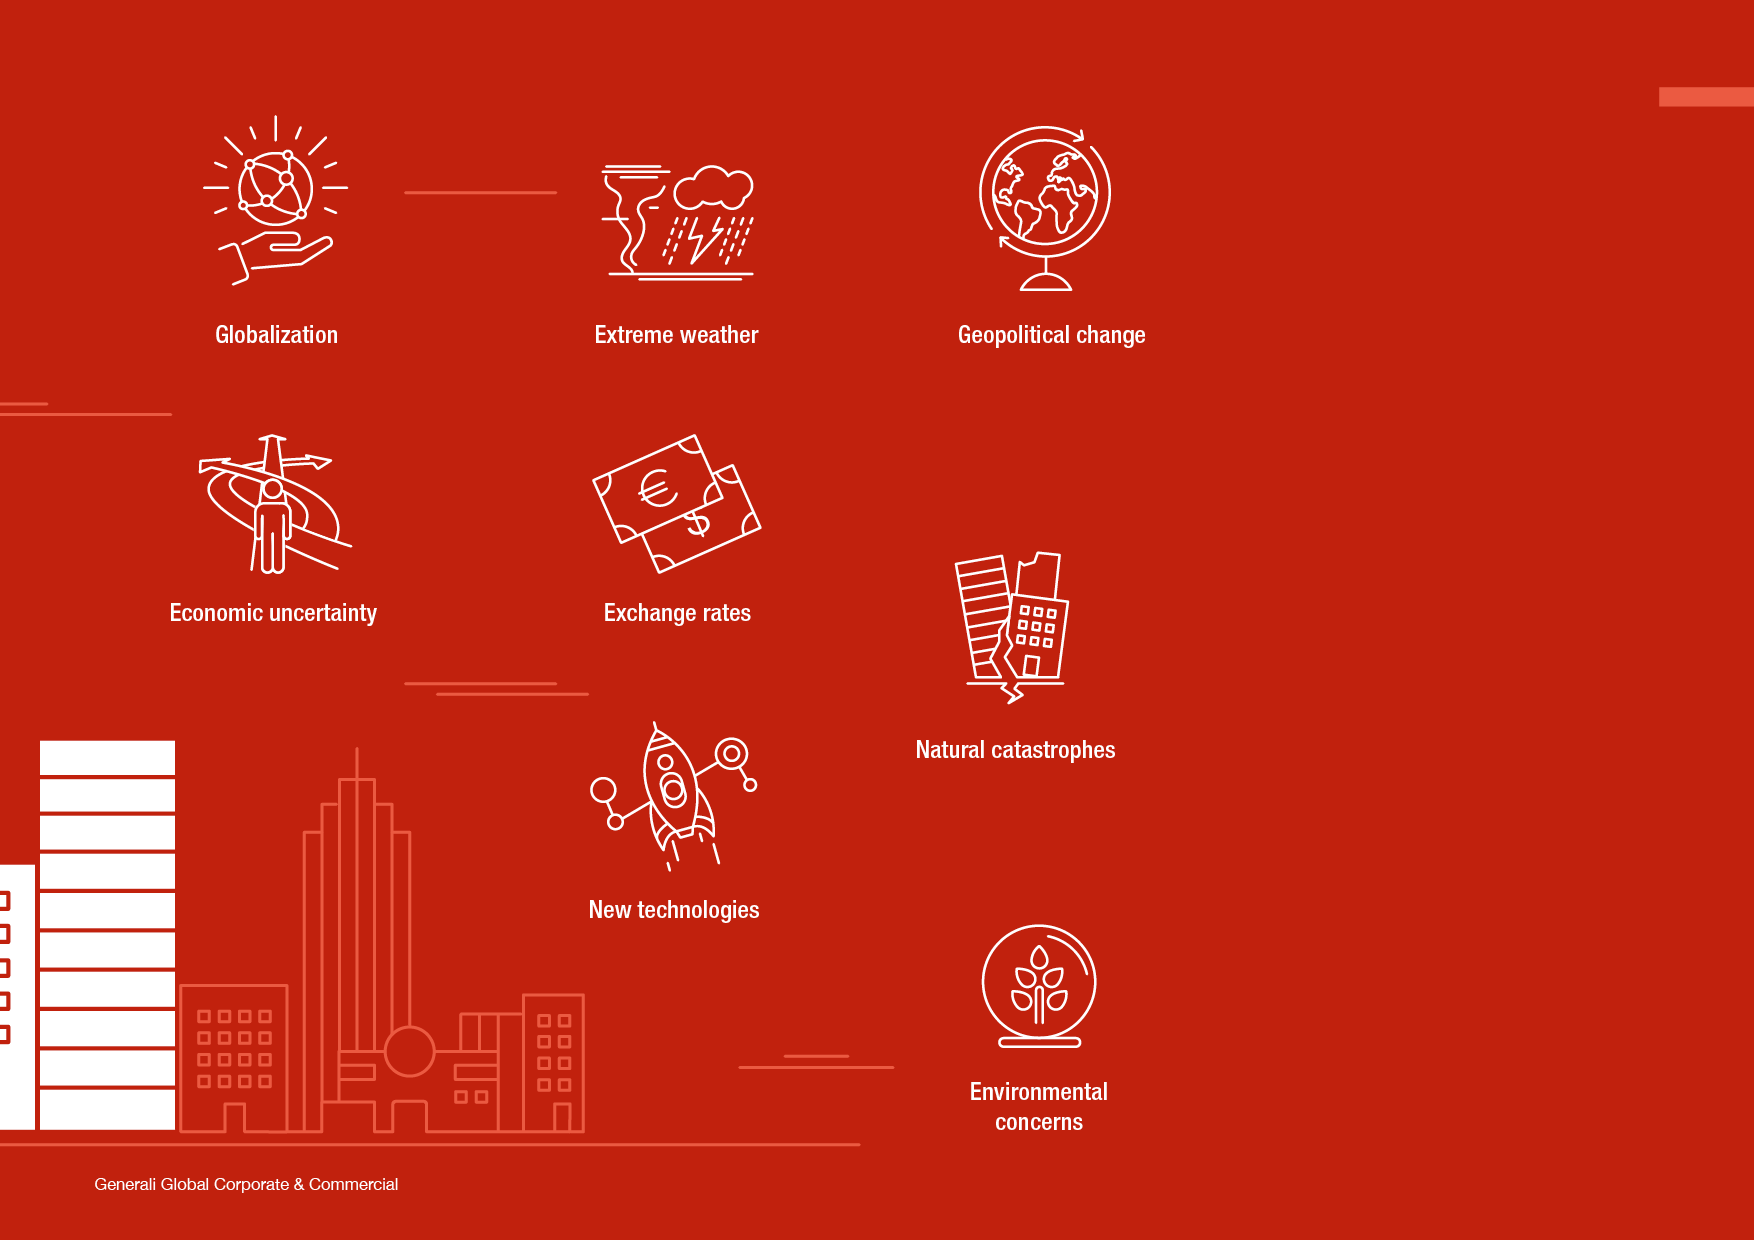 Globalization
Extreme weather
Geopolitical change
€
$
Economic uncertainty
Exchange rates
Natural catastrophes
New technologies
Environmental
concerns
Generali Global Corporate & Commercial